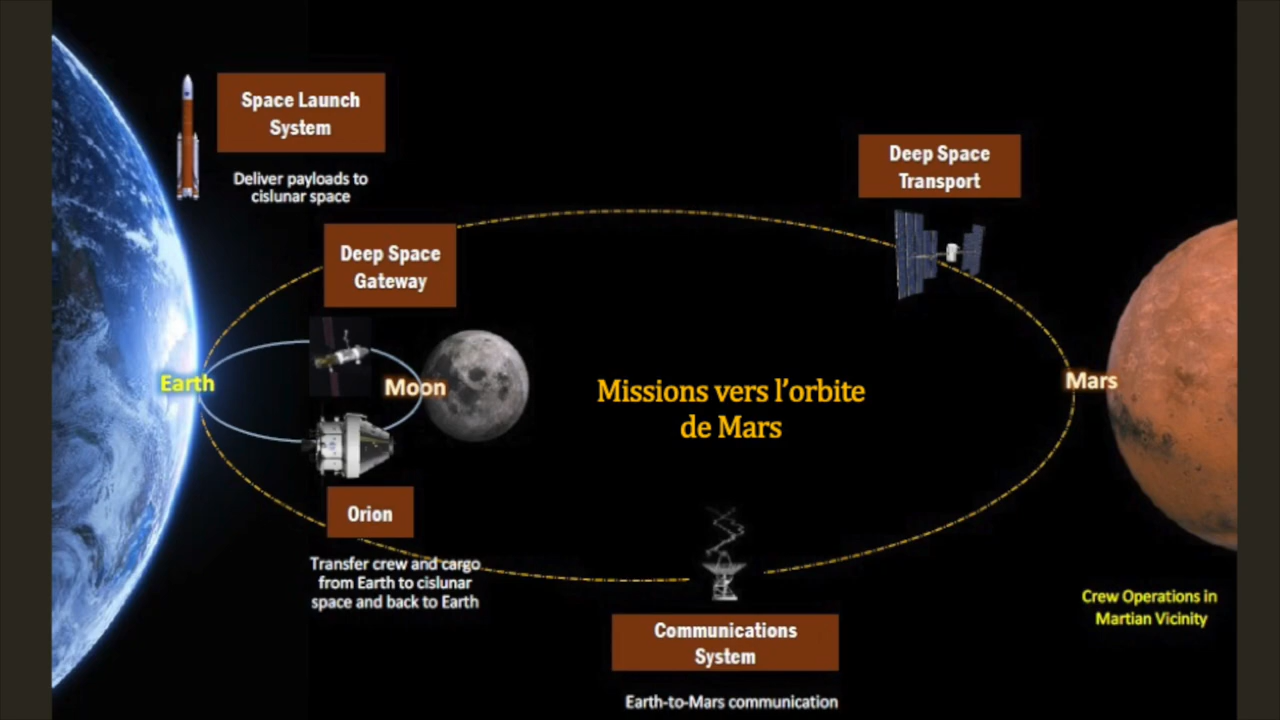 Space Launch
System
Deliver payloads to
cislunar space
Deep Space
Gateway
Deep Space
Transport
Earth
Moon
Missions vers l’orbite
de Mars
Mars
Orion
Transfer crew and cargo
from Earth to cislunar
space and back to Earth
Communications
System
Earth-to-Mars communication
Crew Operations in
Martian Vicinity